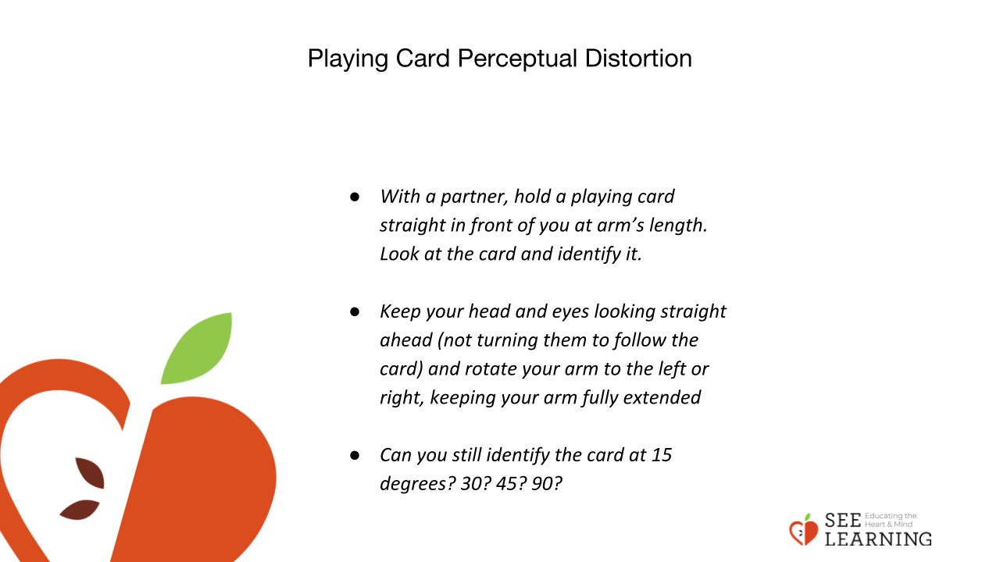 Playing Card Perceptual Distortion
● With a partner, hold a playing card
straight in front of you at arm’s length.
Look at the card and identify it.
● Keep your head and eyes looking straight
ahead (not turning them to follow the
card) and rotate your arm to the left or
right, keeping your arm fully extended
● Can you still identify the card at 15
degrees? 30? 45? 90?
SEE Educating the
Heart & Mind
LEARNING